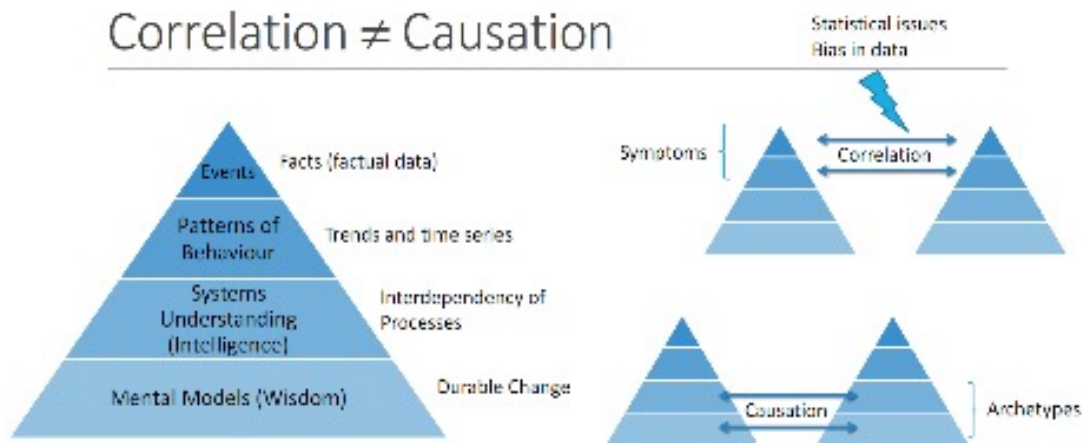 Correlation ≠ Causation
Statistical issues
Bias in data
Events
Facts (factual data)
Patterns of
Behaviour
Trends and time series
Systems
Understanding
(Intelligence)
Interdependency of
Processes
Mental Models (Wisdom)
Durable Change
Symptoms
Correlation
Causation
Archetypes